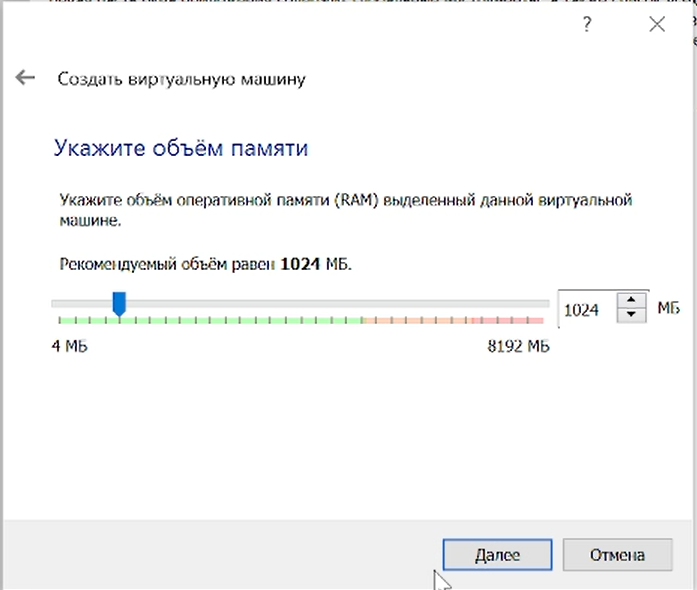 ?
Создать виртуальную машину
Укажите объём памяти
Укажите объём оперативной памяти (RAM) выделенный данной виртуальной
машине.
Рекомендуемый объём равен 1024 МБ.
1024 МБ
4 МБ 8192 МБ
Далее Отмена